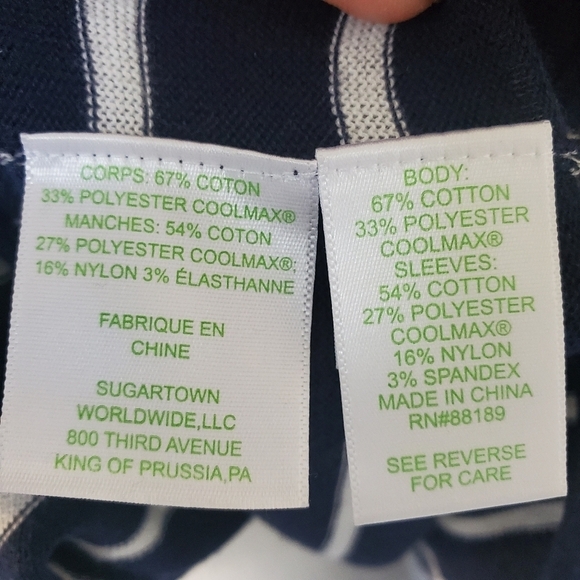 CORPS: 67% COTON
33% POLYESTER COOLMAX®
MANCHES: 54% COTON
27% POLYESTER COOLMAX®:
16% NYLON 3% ÉLASTHANNE
FABRIQUE EN
CHINE
SUGARTOWN
WORLDWIDE,LLC
800 THIRD AVENUE
KING OF PRUSSIA,PA
BODY:
67% COTTON
33% POLYESTER
COOLMAX®
SLEEVES:
54% COTTON
27% POLYESTER
COOLMAX®
16% NYLON
3% SPANDEX
MADE IN CHINA
RN#88189
SEE REVERSE
FOR CARE